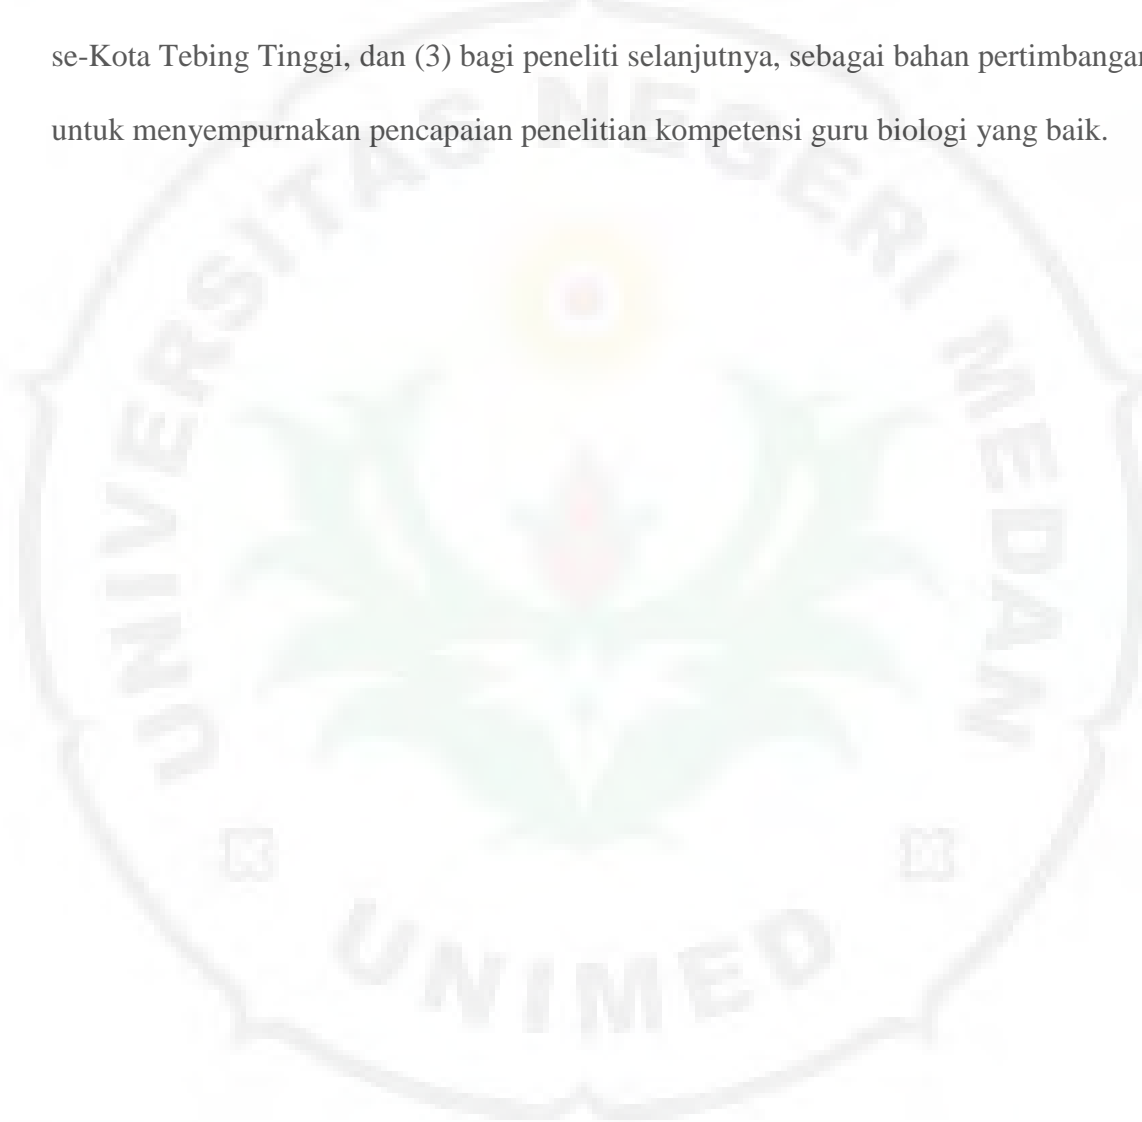 se-Kota Tebing Tinggi, dan (3) bagi peneliti selanjutnya, sebagai bahan pertimbangan
untuk menyempurnakan pencapaian penelitian kompetensi guru biologi yang baik.
UNIVERSITAS NEGERI MEDAN
UNIMED